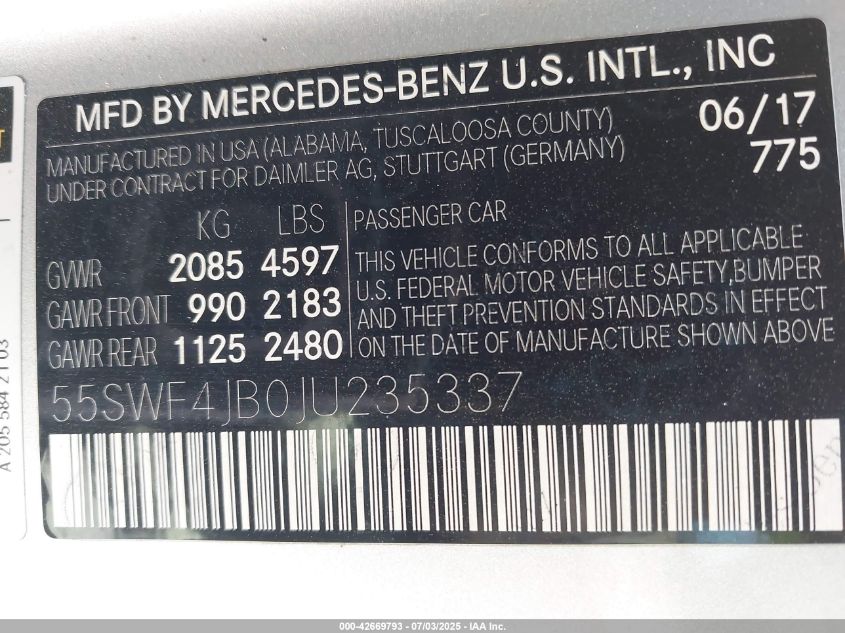 MFD BY MERCEDES-BENZ U.S. INTL., INC
06/17
MANUFACTURED IN USA (ALABAMA, TUSCALOOSA COUNTY)
775
UNDER CONTRACT FOR DAIMLER AG, STUTTGART (GERMANY)
KG LBS
GVWR 2085 4597
GAWR FRONT 990 2183
GAWR REAR 1125 2480
PASSENGER CAR
THIS VEHICLE CONFORMS TO ALL APPLICABLE
U.S. FEDERAL MOTOR VEHICLE SAFETY, BUMPER
AND THEFT PREVENTION STANDARDS IN EFFECT
ON THE DATE OF MANUFACTURE SHOWN ABOVE
55SWF4JB0JU235337
A 205 584 21 03
000-42669793 - 07/03/2025 - IAA Inc.